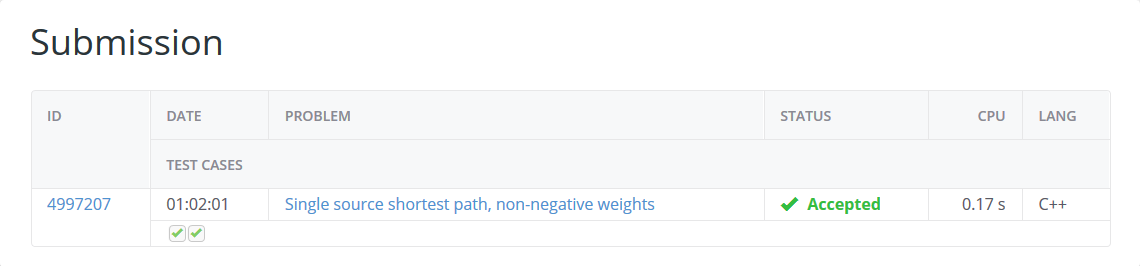 Submission
ID DATE PROBLEM STATUS CPU LANG
TEST CASES
4997207 01:02:01 Single source shortest path, non-negative weights Accepted 0.17 s C++